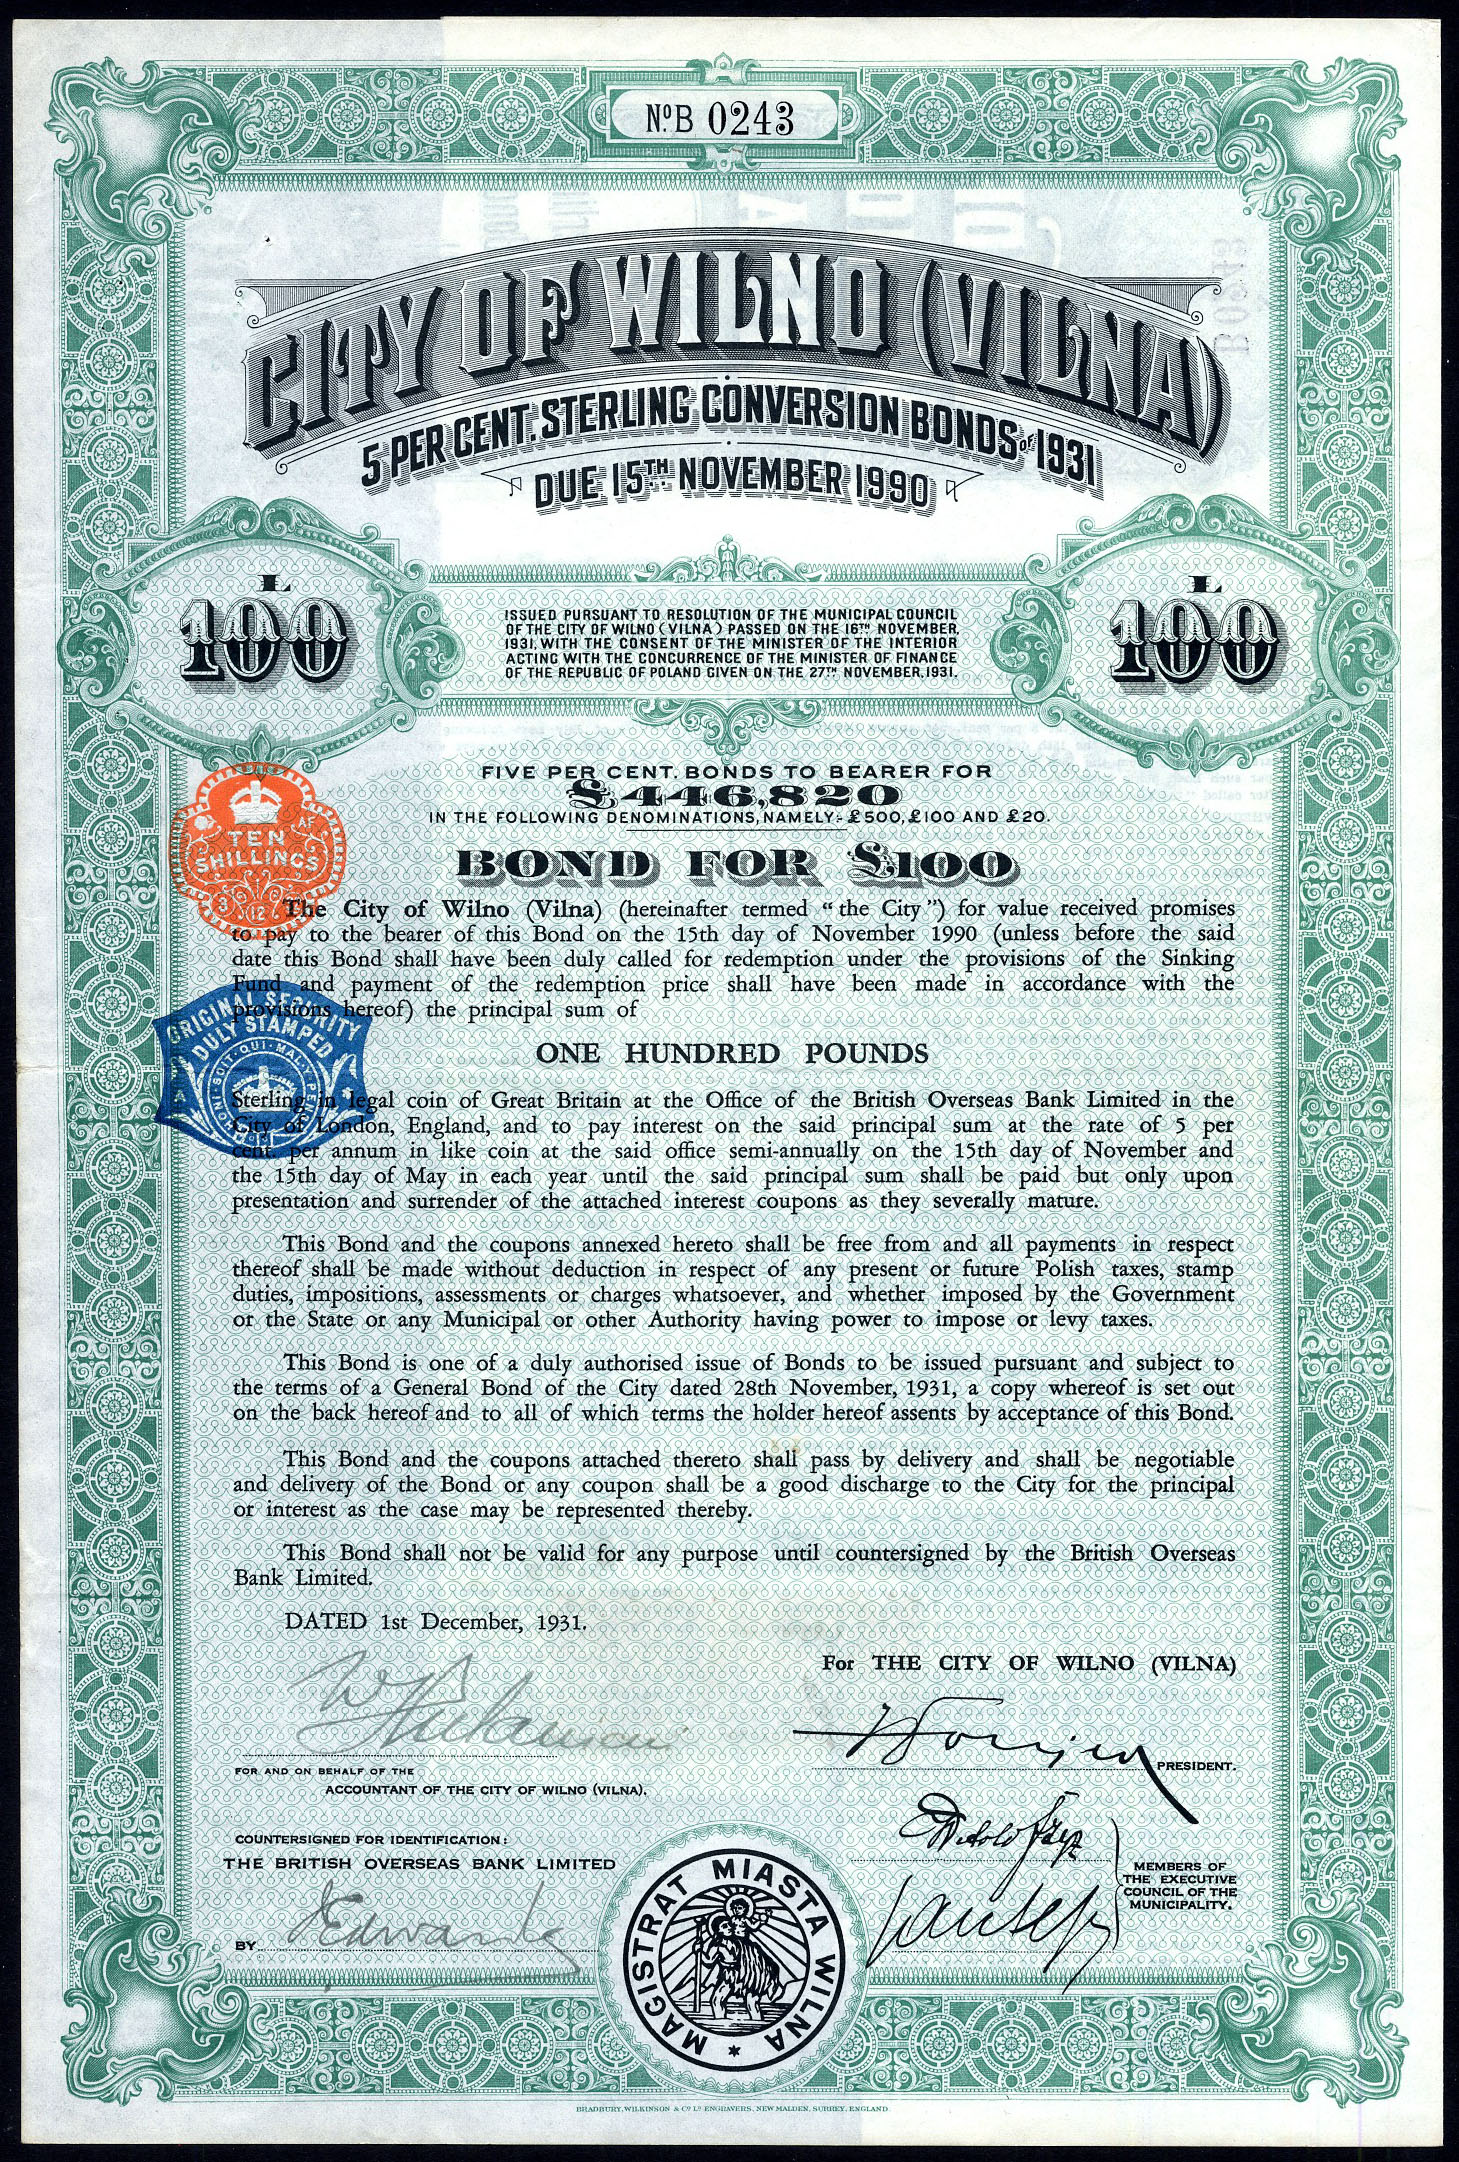 NºB 0243
CITY OF WILNO (VILNA)
5 PER CENT. STERLING CONVERSION BONDS of 1931
DUE 15TH NOVEMBER 1990
£
100
£
100
ISSUED PURSUANT TO RESOLUTION OF THE MUNICIPAL COUNCIL
OF THE CITY OF WILNO (VILNA) PASSED ON THE 16TH NOVEMBER,
1931, WITH THE CONSENT OF THE MINISTER OF THE INTERIOR
ACTING WITH THE CONCURRENCE OF THE MINISTER OF FINANCE
OF THE REPUBLIC OF POLAND GIVEN ON THE 27TH NOVEMBER, 1931.
FIVE PER CENT. BONDS TO BEARER FOR
£446,820
IN THE FOLLOWING DENOMINATIONS, NAMELY:- £500, £100 AND £20.
BOND FOR £100
TEN
SHILLINGS
AF
3 12
The City of Wilno (Vilna) (hereinafter termed “the City”) for value received promises
to pay to the bearer of this Bond on the 15th day of November 1990 (unless before the said
date this Bond shall have been duly called for redemption under the provisions of the Sinking
Fund and payment of the redemption price shall have been made in accordance with the
provisions hereof) the principal sum of
ORIGINAL SECURITY
DULY STAMPED
HONI · SOIT · QUI · MAL · Y · PENSE
ONE HUNDRED POUNDS
Sterling in legal coin of Great Britain at the Office of the British Overseas Bank Limited in the
City of London, England, and to pay interest on the said principal sum at the rate of 5 per
cent. per annum in like coin at the said office semi-annually on the 15th day of November and
the 15th day of May in each year until the said principal sum shall be paid but only upon
presentation and surrender of the attached interest coupons as they severally mature.
This Bond and the coupons annexed hereto shall be free from and all payments in respect
thereof shall be made without deduction in respect of any present or future Polish taxes, stamp
duties, impositions, assessments or charges whatsoever, and whether imposed by the Government
or the State or any Municipal or other Authority having power to impose or levy taxes.
This Bond is one of a duly authorised issue of Bonds to be issued pursuant and subject to
the terms of a General Bond of the City dated 28th November, 1931, a copy whereof is set out
on the back hereof and to all of which terms the holder hereof assents by acceptance of this Bond.
This Bond and the coupons attached thereto shall pass by delivery and shall be negotiable
and delivery of the Bond or any coupon shall be a good discharge to the City for the principal
or interest as the case may be represented thereby.
This Bond shall not be valid for any purpose until countersigned by the British Overseas
Bank Limited.
DATED 1st December, 1931.
For THE CITY OF WILNO (VILNA)
PRESIDENT.
FOR AND ON BEHALF OF THE
ACCOUNTANT OF THE CITY OF WILNO (VILNA).
COUNTERSIGNED FOR IDENTIFICATION:
THE BRITISH OVERSEAS BANK LIMITED
BY Edwards
MEMBERS OF
THE EXECUTIVE
COUNCIL OF THE
MUNICIPALITY.
MAGISTRAT MIASTA WILNA
BRADBURY, WILKINSON & Cº Lº ENGRAVERS, NEW MALDEN, SURREY, ENGLAND